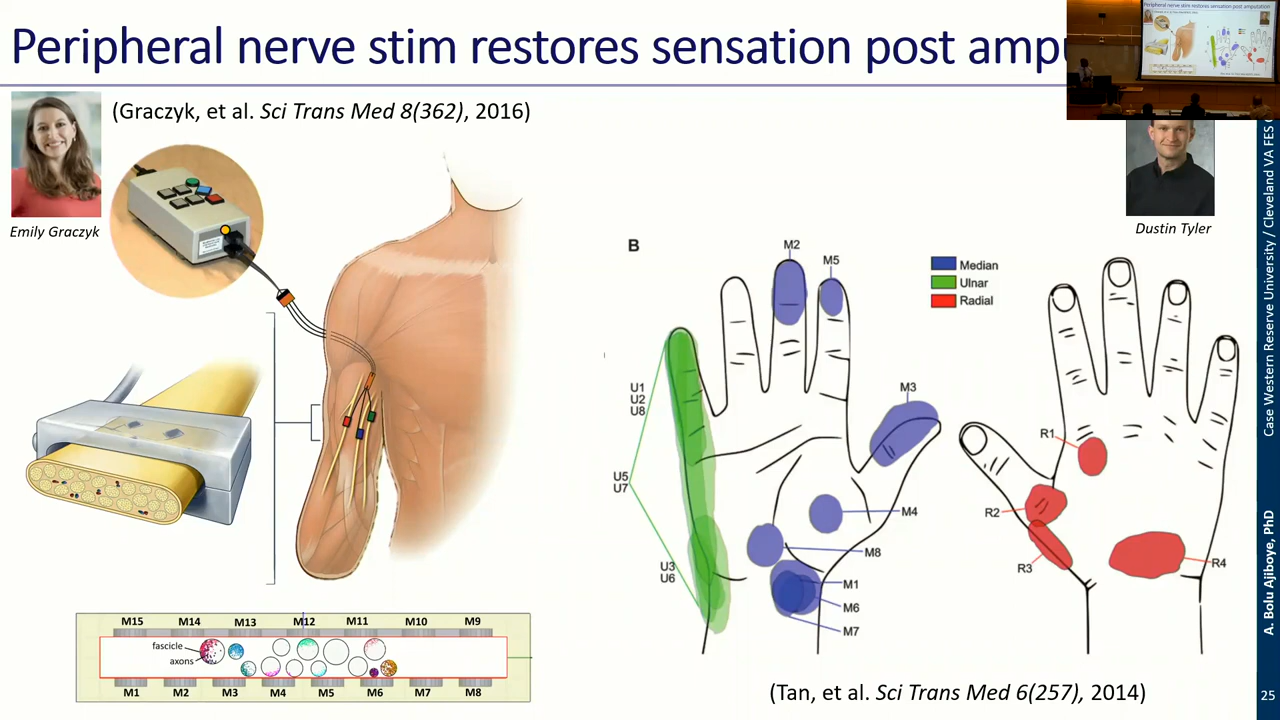 Peripheral nerve stim restores sensation post ampu
(Graczyk, et al. Sci Trans Med 8(362), 2016)
Emily Graczyk
Dustin Tyler
B
M2
M5
Median
Ulnar
Radial
U1
U2
U8
M3
R1
U5
U7
M4
R2
M8
U3
U6
R3
R4
M1
M6
M7
M15 M14 M13 M12 M11 M10 M9
fascicle
axons
M1 M2 M3 M4 M5 M6 M7 M8
(Tan, et al. Sci Trans Med 6(257), 2014)
A. Bolu Ajiboye, PhD
Case Western Reserve University / Cleveland VA FES
25